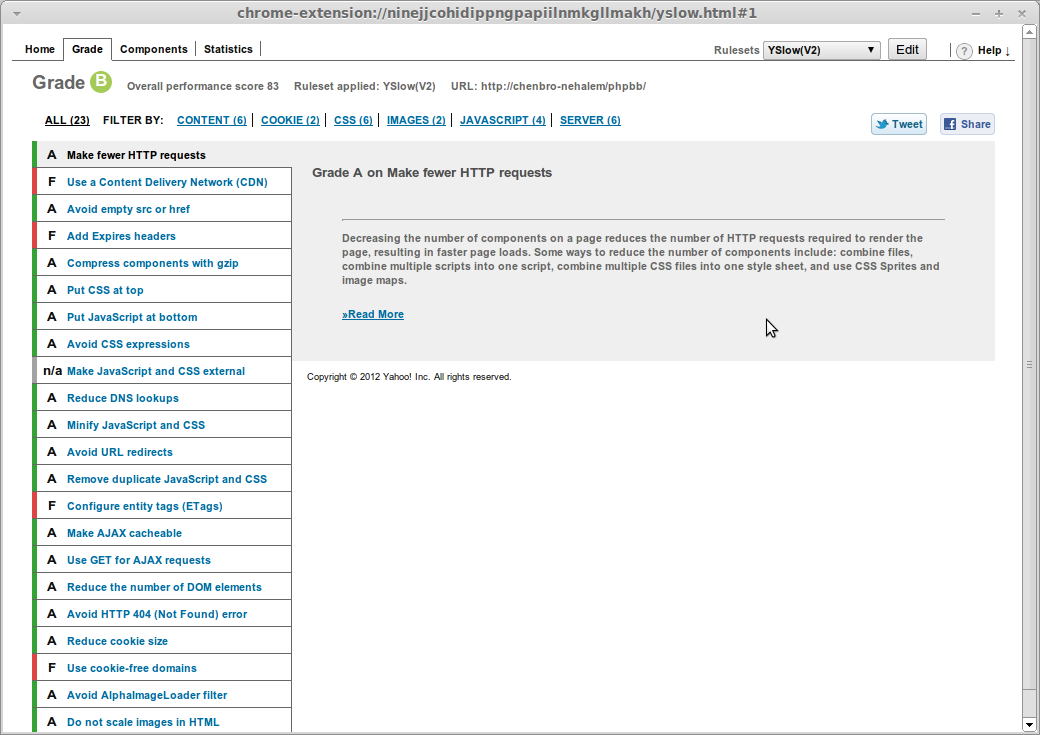 chrome-extension://ninejjcohidippngpapiilnmkgllmakh/yslow.html#1
Home Grade Components Statistics Rulesets YSlow(V2) Edit ? Help ↓
Grade B Overall performance score 83 Ruleset applied: YSlow(V2) URL: http://chenbro-nehalem/phpbb/
ALL (23) FILTER BY: CONTENT (6) COOKIE (2) CSS (6) IMAGES (2) JAVASCRIPT (4) SERVER (6) Tweet Share
A Make fewer HTTP requests
F Use a Content Delivery Network (CDN)
A Avoid empty src or href
F Add Expires headers
A Compress components with gzip
A Put CSS at top
A Put JavaScript at bottom
A Avoid CSS expressions
n/a Make JavaScript and CSS external
A Reduce DNS lookups
A Minify JavaScript and CSS
A Avoid URL redirects
A Remove duplicate JavaScript and CSS
F Configure entity tags (ETags)
A Make AJAX cacheable
A Use GET for AJAX requests
A Reduce the number of DOM elements
A Avoid HTTP 404 (Not Found) error
A Reduce cookie size
F Use cookie-free domains
A Avoid AlphaImageLoader filter
A Do not scale images in HTML
Grade A on Make fewer HTTP requests
Decreasing the number of components on a page reduces the number of HTTP requests required to render the
page, resulting in faster page loads. Some ways to reduce the number of components include: combine files,
combine multiple scripts into one script, combine multiple CSS files into one style sheet, and use CSS Sprites and
image maps.
»Read More
Copyright © 2012 Yahoo! Inc. All rights reserved.